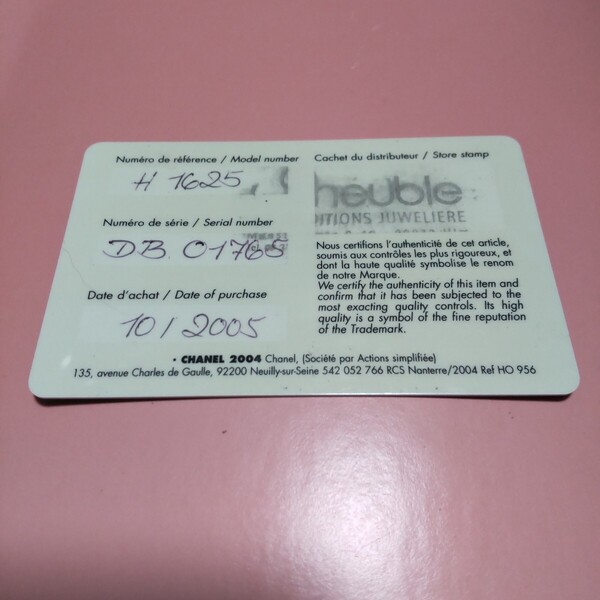 Numéro de référence / Model number
H 1625
Numéro de série / Serial number
DB 01765
Date d'achat / Date of purchase
10/2005
Cachet du distributeur / Store stamp
heuble
DITIONS JUWELIERE
Nous certifions l'authenticité de cet article,
soumis aux contrôles les plus rigoureux, et
dont la haute qualité symbolise le renom
de notre Marque.
We certify the authenticity of this item and
confirm that it has been subjected to the
most exacting quality controls. Its high
quality is a symbol of the fine reputation
of the Trademark.
· CHANEL 2004 Chanel, (Société par Actions simplifiée)
135, avenue Charles de Gaulle, 92200 Neuilly-sur-Seine 542 052 766 RCS Nanterre/2004 Ref HO 956